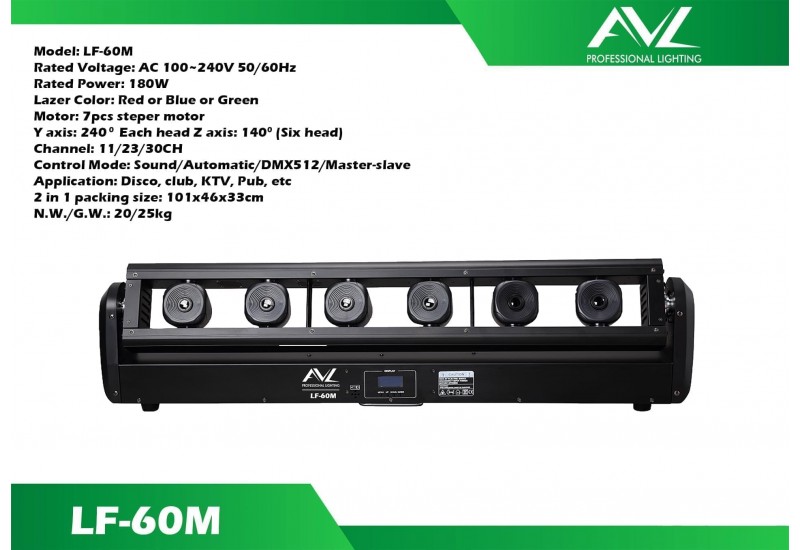 AVL
PROFESSIONAL LIGHTING
Model: LF-60M
Rated Voltage: AC 100~240V 50/60Hz
Rated Power: 180W
Lazer Color: Red or Blue or Green
Motor: 7pcs steper motor
Y axis: 240⁰ Each head Z axis: 140⁰ (Six head)
Channel: 11/23/30CH
Control Mode: Sound/Automatic/DMX512/Master-slave
Application: Disco, club, KTV, Pub, etc
2 in 1 packing size: 101x46x33cm
N.W./G.W.: 20/25kg
AVL
PROFESSIONAL LIGHTING
LF-60M
DISPLAY
LF-60M